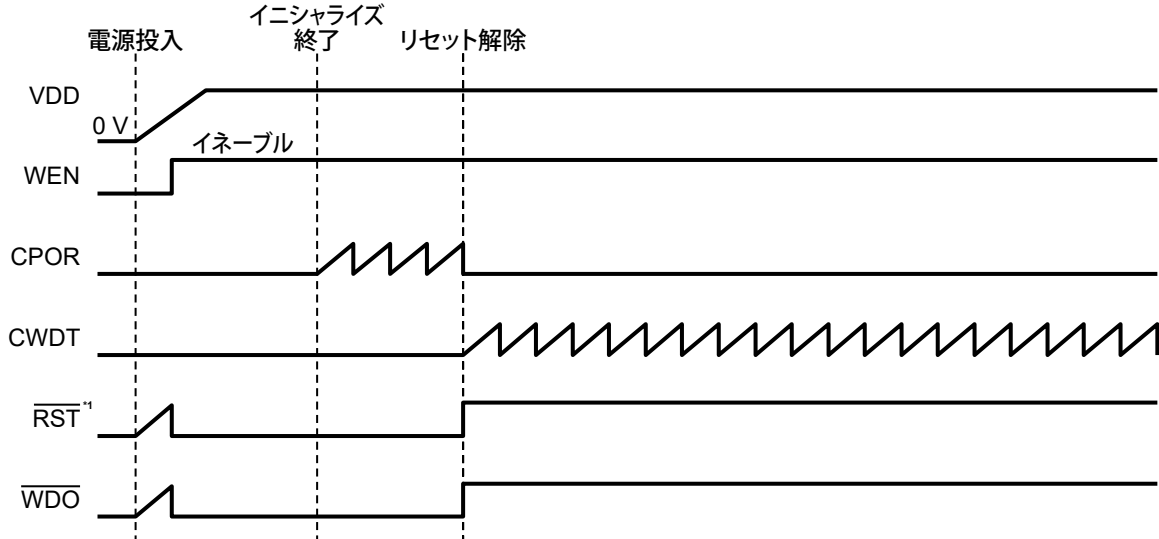 イニシャライズ
電源投入 終了 リセット解除
VDD
0 V
イネーブル
WEN
CPOR
CWDT
RST*1
WDO